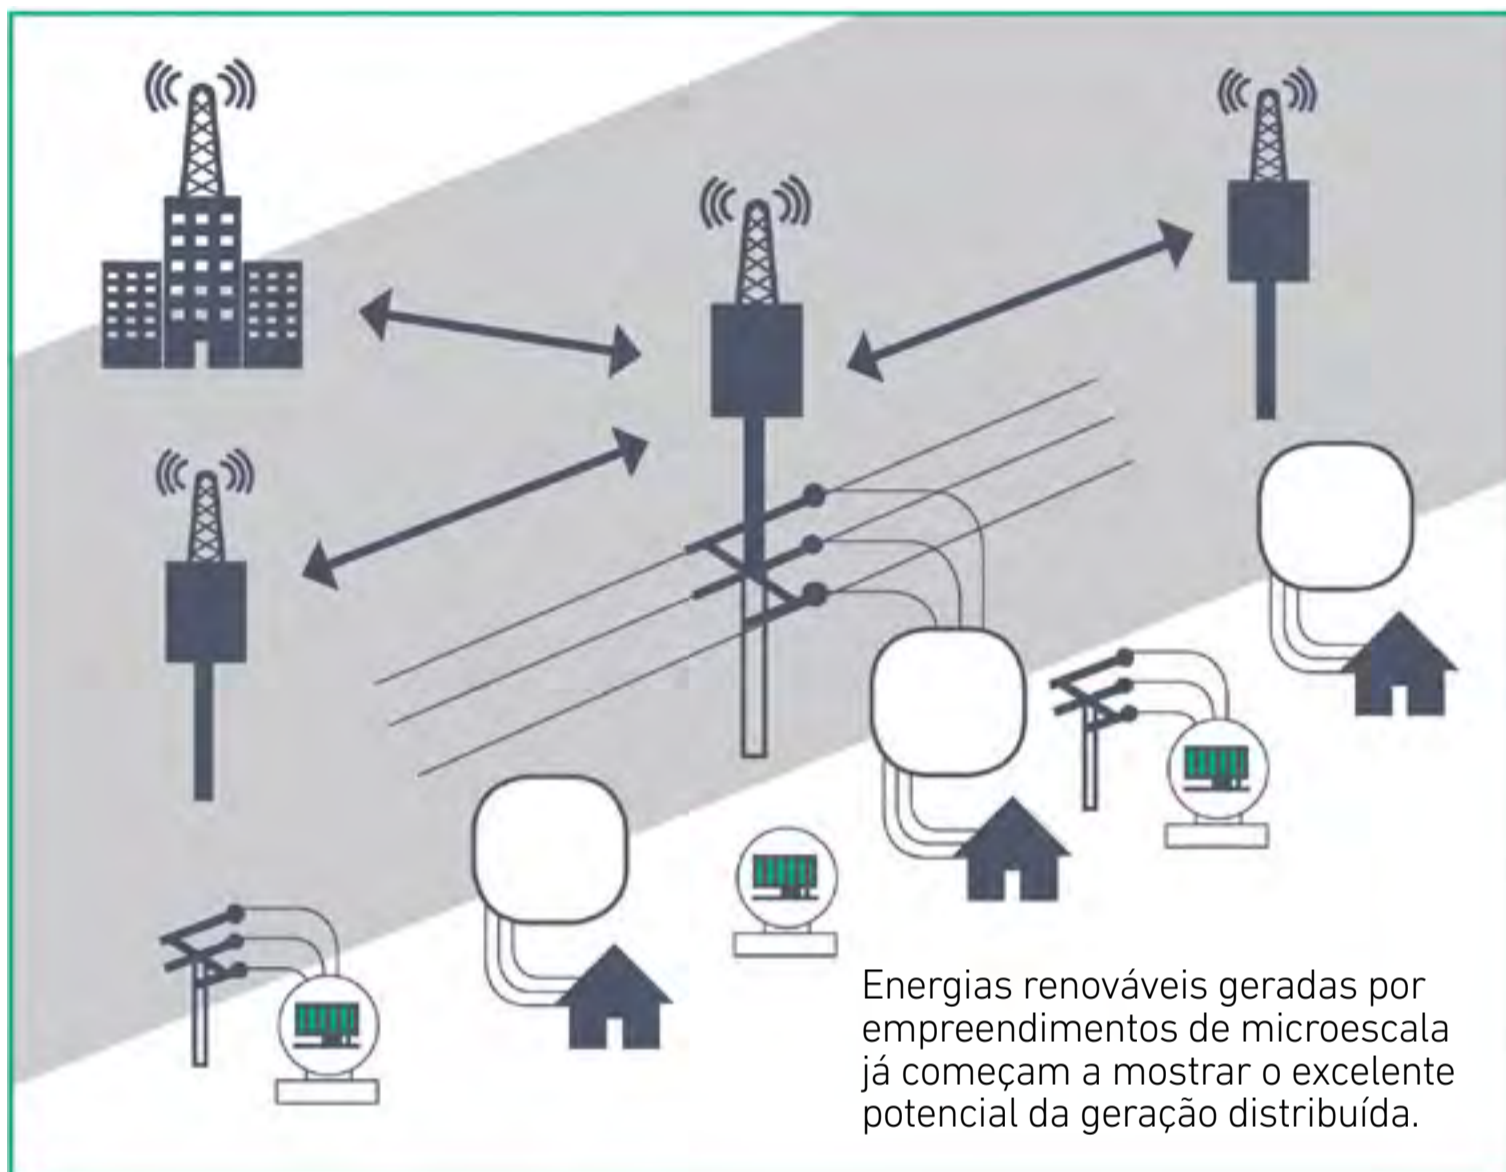 Energias renováveis geradas por
empreendimentos de microescala
já começam a mostrar o excelente
potencial da geração distribuída.